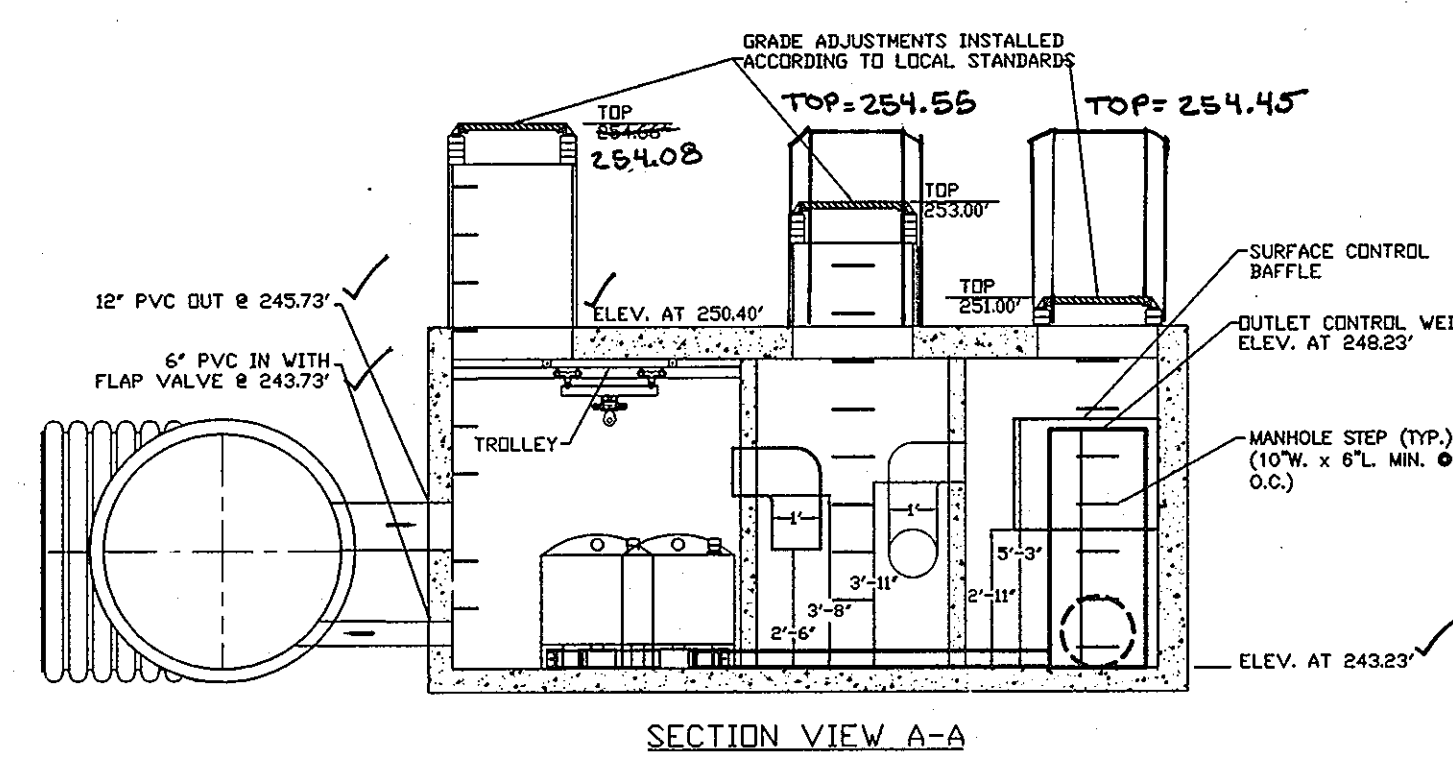 GRADE ADJUSTMENTS INSTALLED
ACCORDING TO LOCAL STANDARDS
TOP
254.08
TOP=254.55
TOP= 254.45
TOP
253.00'
TOP
251.00'
SURFACE CONTROL
BAFFLE
12" PVC OUT @ 245.73'
ELEV. AT 250.40'
OUTLET CONTROL WEI
ELEV. AT 248.23'
6" PVC IN WITH
FLAP VALVE @ 243.73'
TROLLEY
MANHOLE STEP (TYP.)
(10"W. x 6"L. MIN. @
O.C.)
1'
1'
5'-3"
3'-11"
2'-11"
3'-8"
2'-6"
ELEV. AT 243.23'
SECTION VIEW A-A